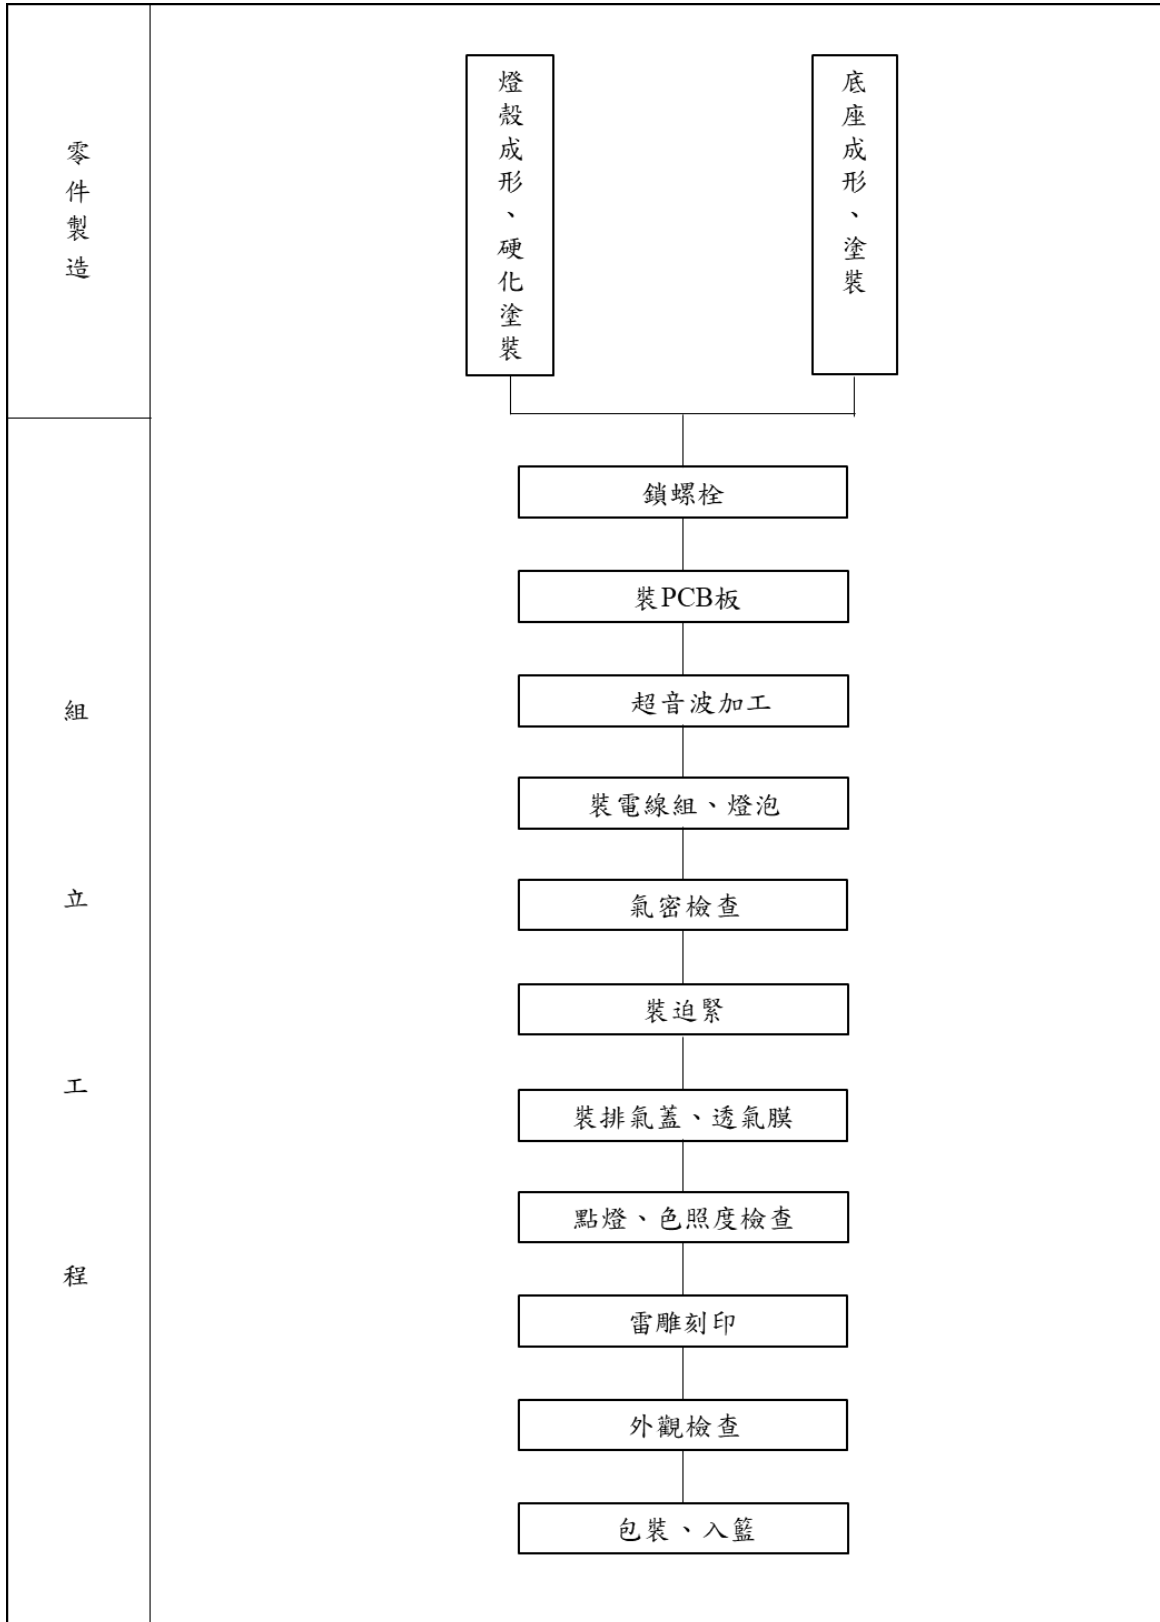 零件製造
燈殼成形、硬化塗裝
底座成形、塗裝
組立工程
鎖螺栓
裝PCB板
超音波加工
裝電線組、燈泡
氣密檢查
裝迫緊
裝排氣蓋、透氣膜
點燈、色照度檢查
雷雕刻印
外觀檢查
包裝、入籃